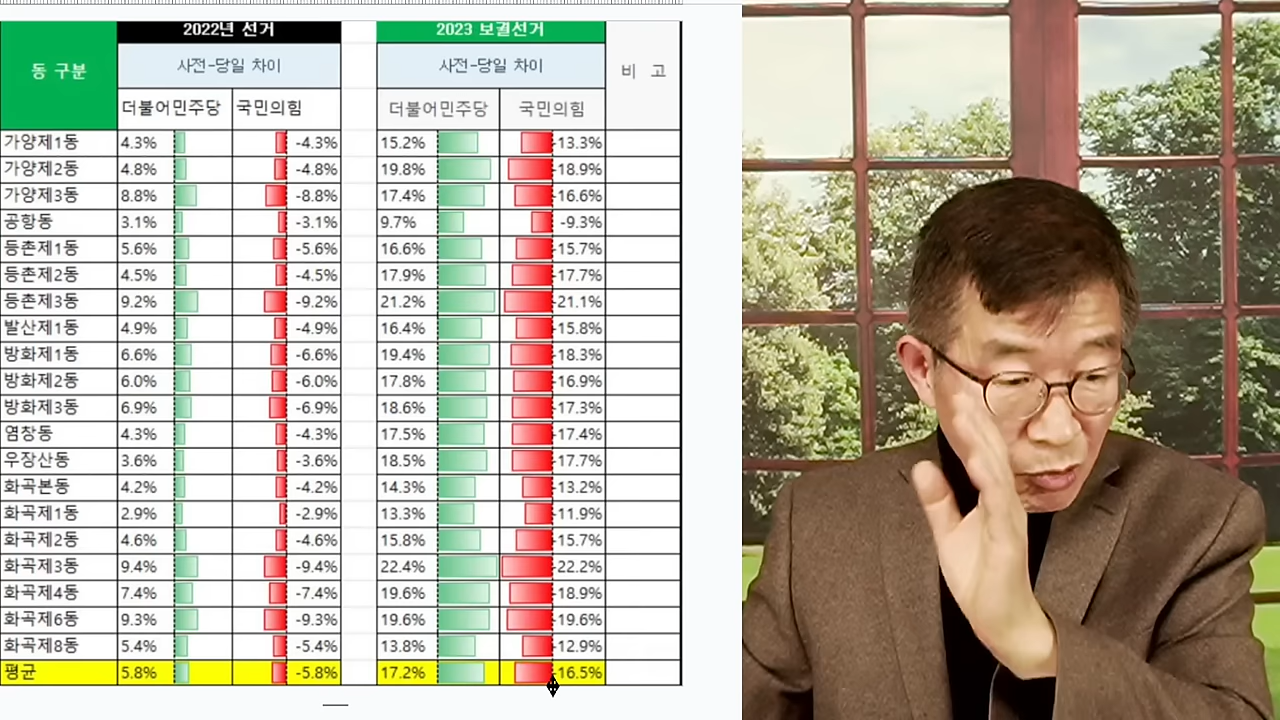 2022년 선거 2023 보궐선거
동 구분 사전-당일 차이 사전-당일 차이 비 고
더불어민주당 국민의힘 더불어민주당 국민의힘
가양제1동 4.3% -4.3% 15.2% -13.3%
가양제2동 4.8% -4.8% 19.8% -18.9%
가양제3동 8.8% -8.8% 17.4% -16.6%
공항동 3.1% -3.1% 9.7% -9.3%
등촌제1동 5.6% -5.6% 16.6% -15.7%
등촌제2동 4.5% -4.5% 17.9% -17.7%
등촌제3동 9.2% -9.2% 21.2% -21.1%
발산제1동 4.9% -4.9% 16.4% -15.8%
방화제1동 6.6% -6.6% 19.4% -18.3%
방화제2동 6.0% -6.0% 17.8% -16.9%
방화제3동 6.9% -6.9% 18.6% -17.3%
염창동 4.3% -4.3% 17.5% -17.4%
우장산동 3.6% -3.6% 18.5% -17.7%
화곡본동 4.2% -4.2% 14.3% -13.2%
화곡제1동 2.9% -2.9% 13.3% -11.9%
화곡제2동 4.6% -4.6% 15.8% -15.7%
화곡제3동 9.4% -9.4% 22.4% -22.2%
화곡제4동 7.4% -7.4% 19.6% -18.9%
화곡제6동 9.3% -9.3% 19.6% -19.6%
화곡제8동 5.4% -5.4% 13.8% -12.9%
평균 5.8% -5.8% 17.2% -16.5%